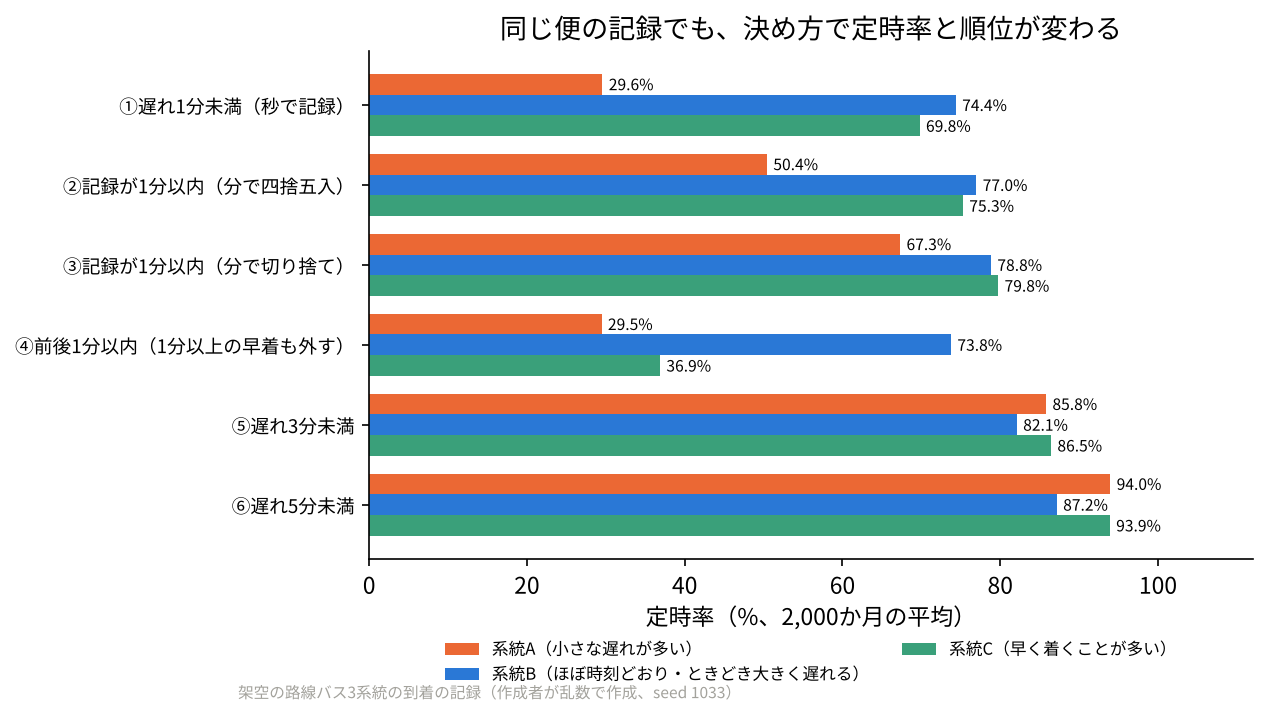 同じ便の記録でも、決め方で定時率と順位が変わる
①遅れ1分未満（秒で記録）
29.6%
74.4%
69.8%
②記録が1分以内（分で四捨五入）
50.4%
77.0%
75.3%
③記録が1分以内（分で切り捨て）
67.3%
78.8%
79.8%
④前後1分以内（1分以上の早着も外す）
29.5%
73.8%
36.9%
⑤遅れ3分未満
85.8%
82.1%
86.5%
⑥遅れ5分未満
94.0%
87.2%
93.9%
0 20 40 60 80 100
定時率（%、2,000か月の平均）
系統A（小さな遅れが多い）
系統B（ほぼ時刻どおり・ときどき大きく遅れる）
系統C（早く着くことが多い）
架空の路線バス3系統の到着の記録（作成者が乱数で作成、seed 1033）